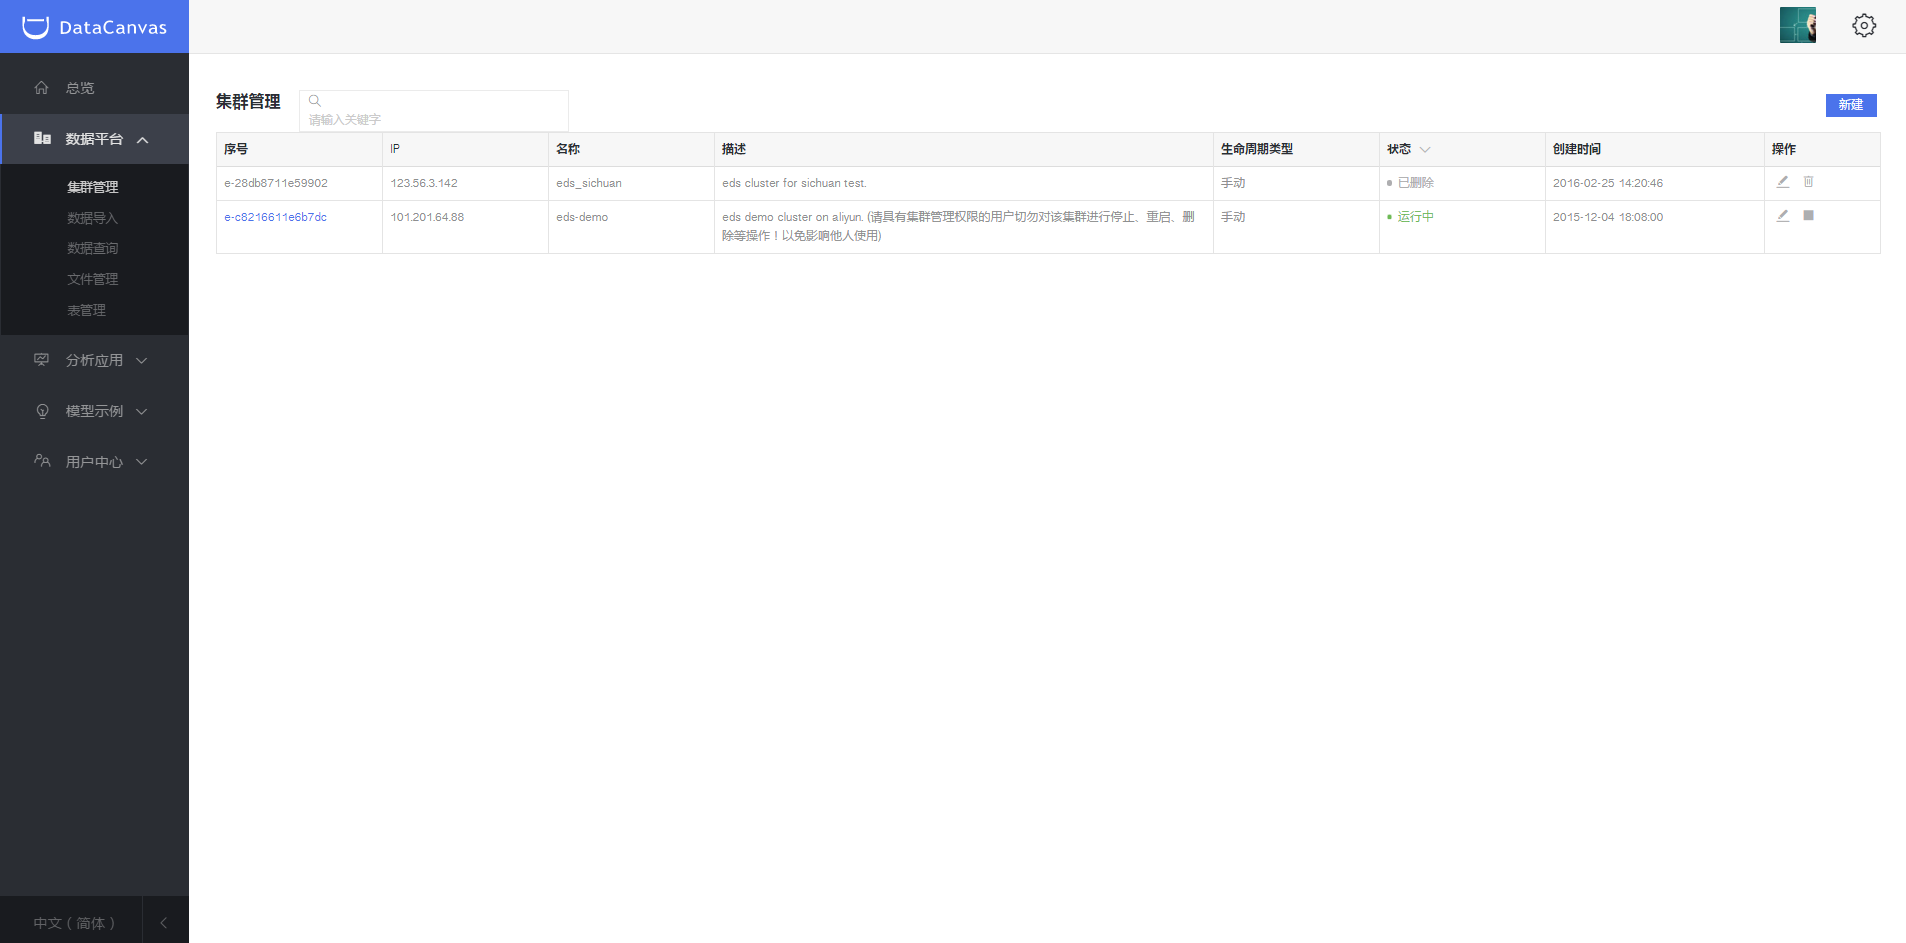 DataCanvas
总览
数据平台
集群管理
数据导入
数据查询
文件管理
表管理
分析应用
模型示例
用户中心
中文（简体）
集群管理
请输入关键字
新建
序号 IP 名称 描述 生命周期类型 状态 创建时间 操作
e-28db8711e59902 123.56.3.142 eds_sichuan eds cluster for sichuan test. 手动 已删除 2016-02-25 14:20:46
e-c8216611e6b7dc 101.201.64.88 eds-demo eds demo cluster on aliyun. (请具有集群管理权限的用户切勿对该集群进行停止、重启、删 手动 运行中 2015-12-04 18:08:00
除等操作！以免影响他人使用)